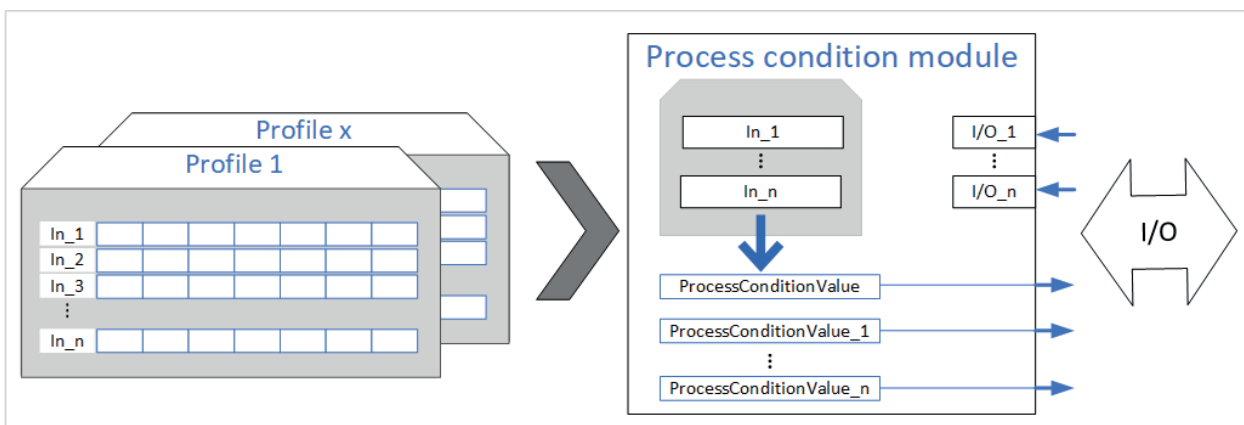 Profile x
Profile 1
In_1
In_2
In_3
⋮
In_n
Process condition module
In_1
⋮
In_n
I/O_1
⋮
I/O_n
ProcessConditionValue
ProcessConditionValue_1
⋮
ProcessConditionValue_n
I/O